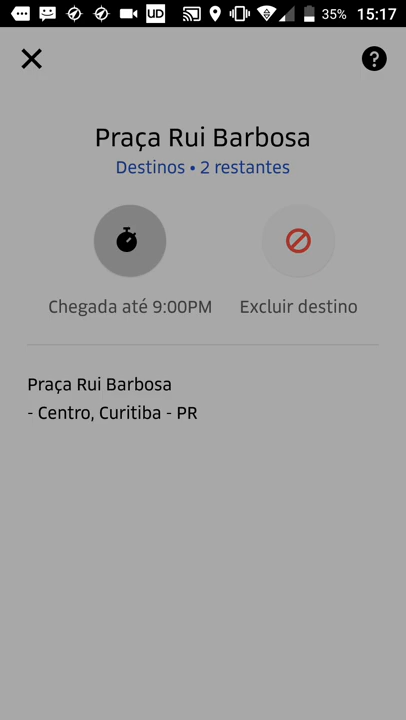 UD
35%
15:17
?
Praça Rui Barbosa
Destinos • 2 restantes
Chegada até 9:00PM
Excluir destino
Praça Rui Barbosa
- Centro, Curitiba - PR